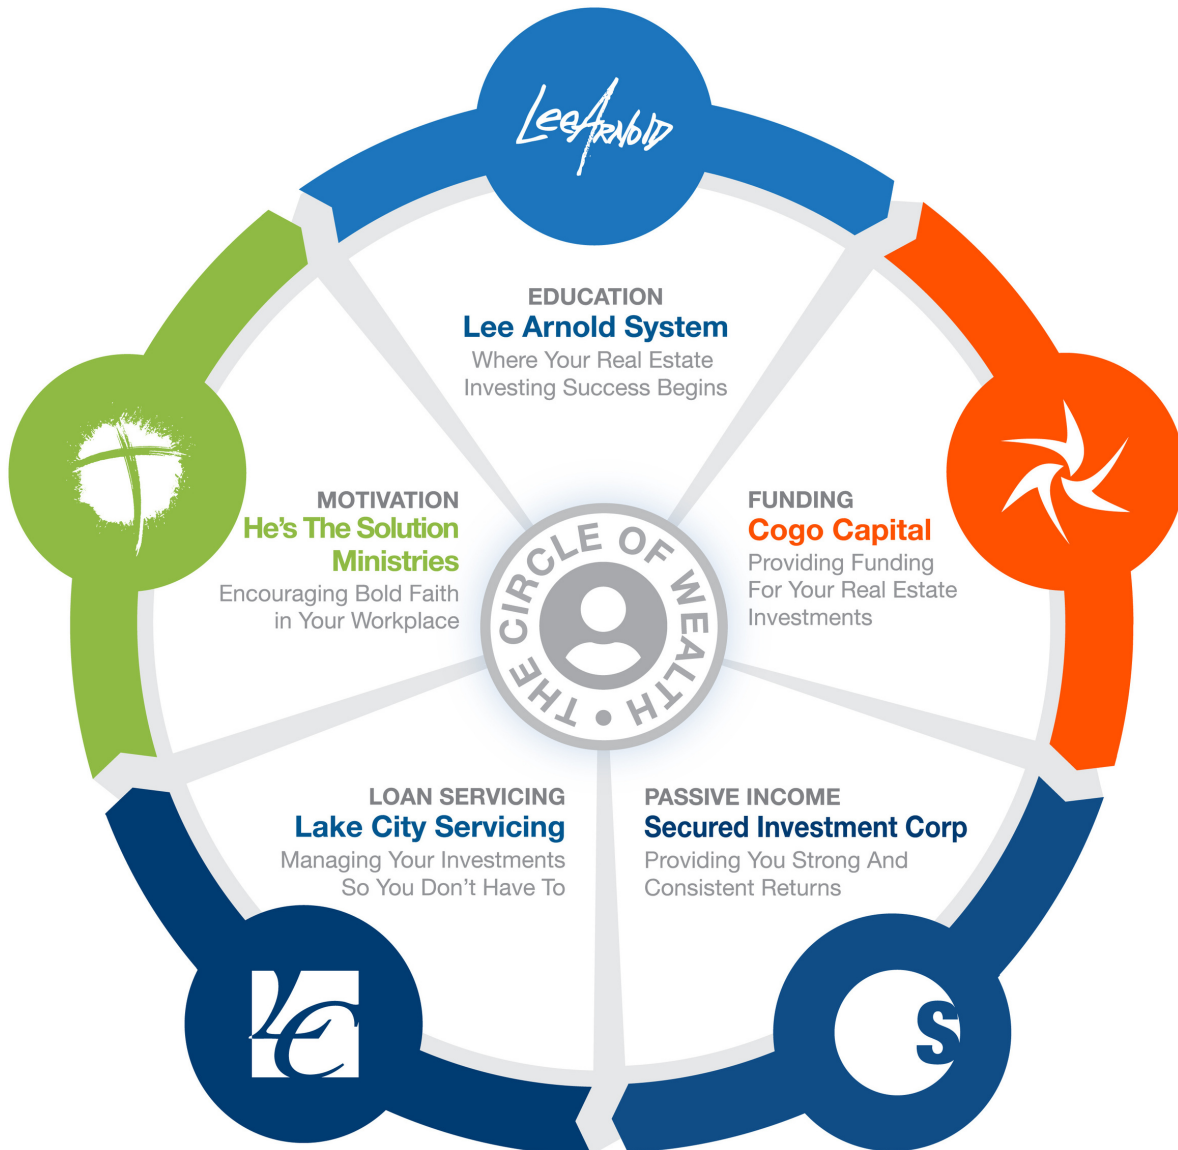 Lee Arnold
EDUCATION
Lee Arnold System
Where Your Real Estate
Investing Success Begins
FUNDING
Cogo Capital
Providing Funding
For Your Real Estate
Investments
PASSIVE INCOME
Secured Investment Corp
Providing You Strong And
Consistent Returns
S
LOAN SERVICING
Lake City Servicing
Managing Your Investments
So You Don't Have To
LC
MOTIVATION
He's The Solution
Ministries
Encouraging Bold Faith
in Your Workplace
THE CIRCLE OF WEALTH •